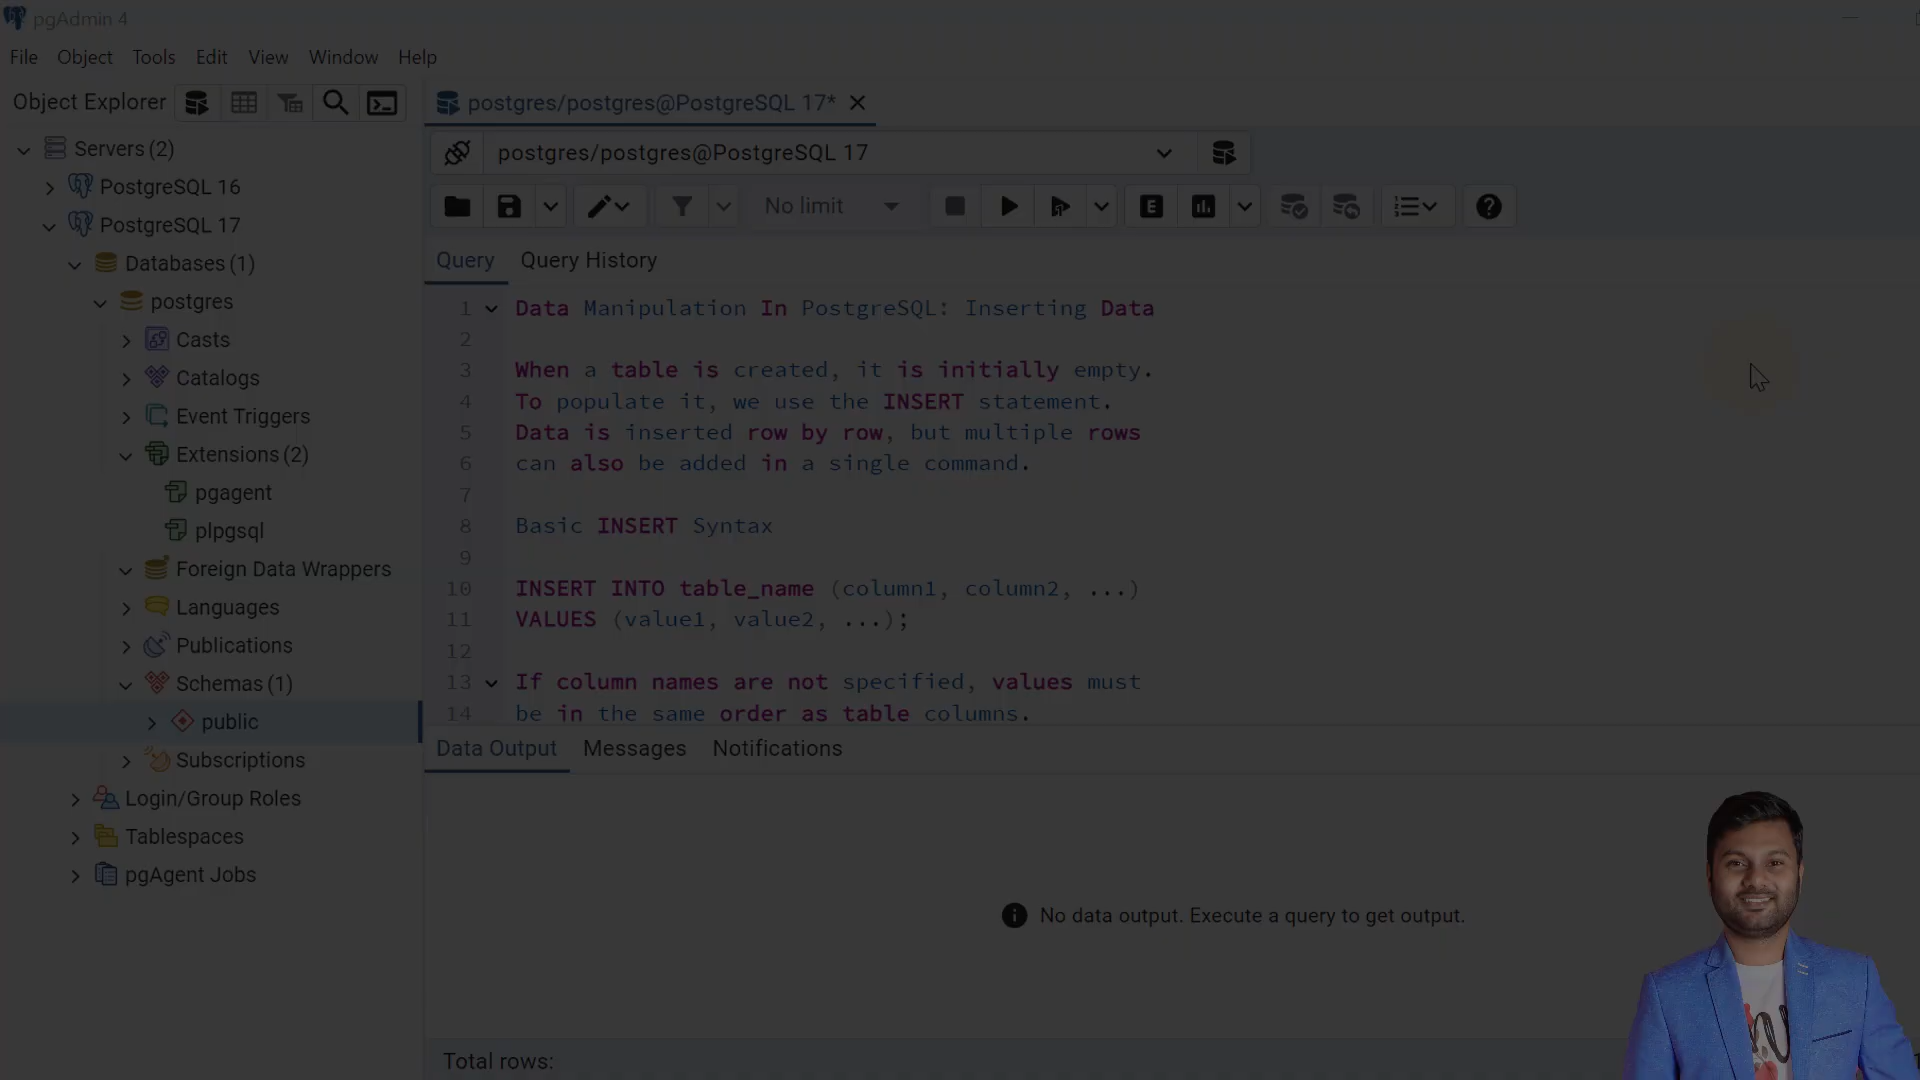 pgAdmin 4
File Object Tools Edit View Window Help
Object Explorer
postgres/postgres@PostgreSQL 17*
Servers (2)
PostgreSQL 16
PostgreSQL 17
Databases (1)
postgres
Casts
Catalogs
Event Triggers
Extensions (2)
pgagent
plpgsql
Foreign Data Wrappers
Languages
Publications
Schemas (1)
public
Subscriptions
Login/Group Roles
Tablespaces
pgAgent Jobs
postgres/postgres@PostgreSQL 17
No limit
E
Query Query History
1 Data Manipulation In PostgreSQL: Inserting Data
2
3 When a table is created, it is initially empty.
4 To populate it, we use the INSERT statement.
5 Data is inserted row by row, but multiple rows
6 can also be added in a single command.
7
8 Basic INSERT Syntax
9
10 INSERT INTO table_name (column1, column2, ...)
11 VALUES (value1, value2, ...);
12
13 If column names are not specified, values must
14 be in the same order as table columns.
Data Output Messages Notifications
No data output. Execute a query to get output.
Total rows: